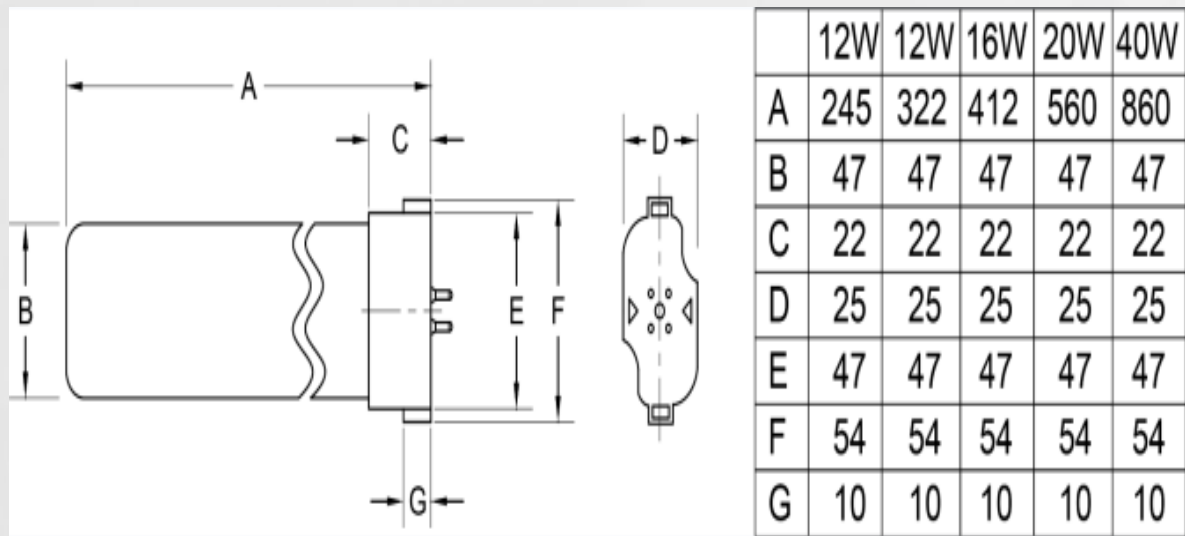 A
C
D
B
E
F
G
12W 12W 16W 20W 40W
A 245 322 412 560 860
B 47 47 47 47 47
C 22 22 22 22 22
D 25 25 25 25 25
E 47 47 47 47 47
F 54 54 54 54 54
G 10 10 10 10 10